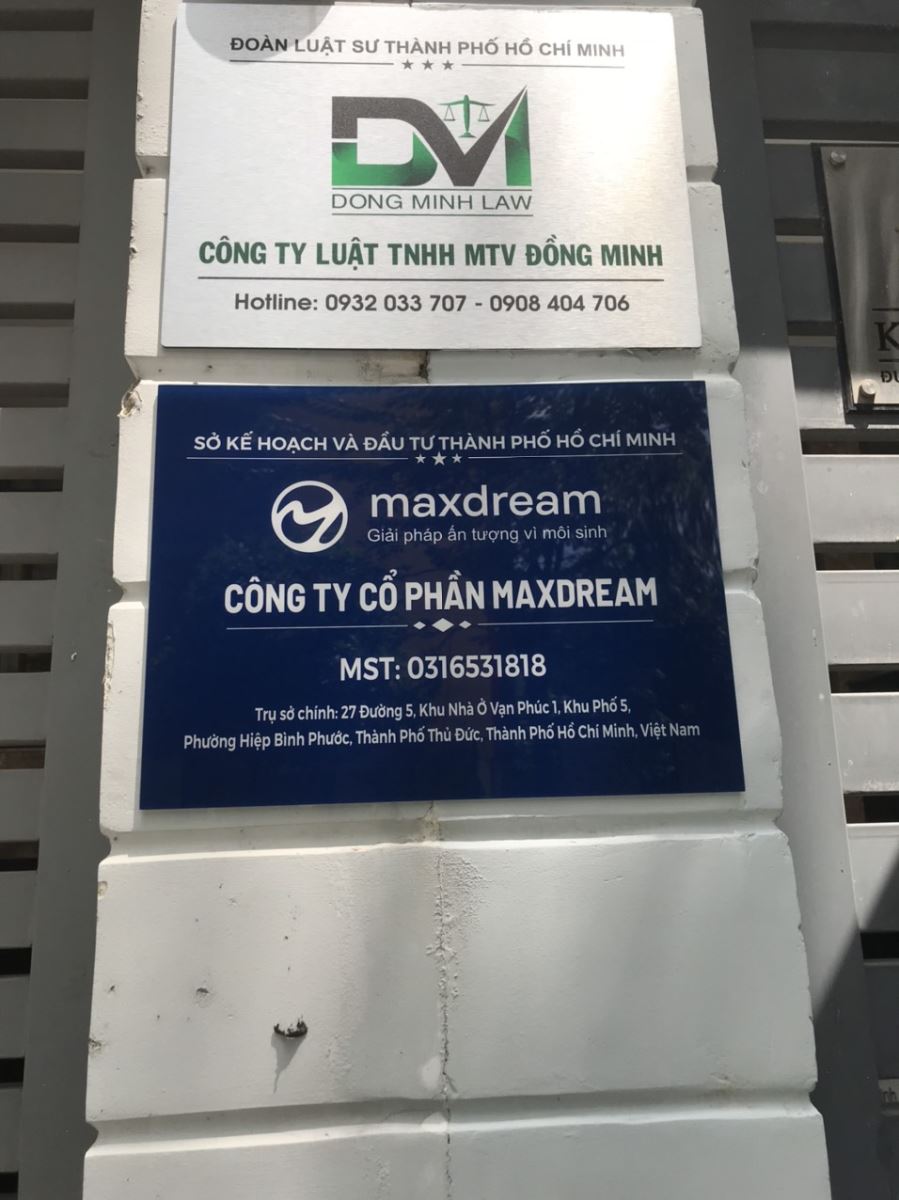 ĐOÀN LUẬT SƯ THÀNH PHỐ HỒ CHÍ MINH
DONG MINH LAW
CÔNG TY LUẬT TNHH MTV ĐỒNG MINH
Hotline: 0932 033 707 - 0908 404 706
SỞ KẾ HOẠCH VÀ ĐẦU TƯ THÀNH PHỐ HỒ CHÍ MINH
maxdream
Giải pháp ấn tượng vì môi sinh
CÔNG TY CỔ PHẦN MAXDREAM
MST: 0316531818
Trụ sở chính: 27 Đường 5, Khu Nhà Ở Vạn Phúc 1, Khu Phố 5,
Phường Hiệp Bình Phước, Thành Phố Thủ Đức, Thành Phố Hồ Chí Minh, Việt Nam